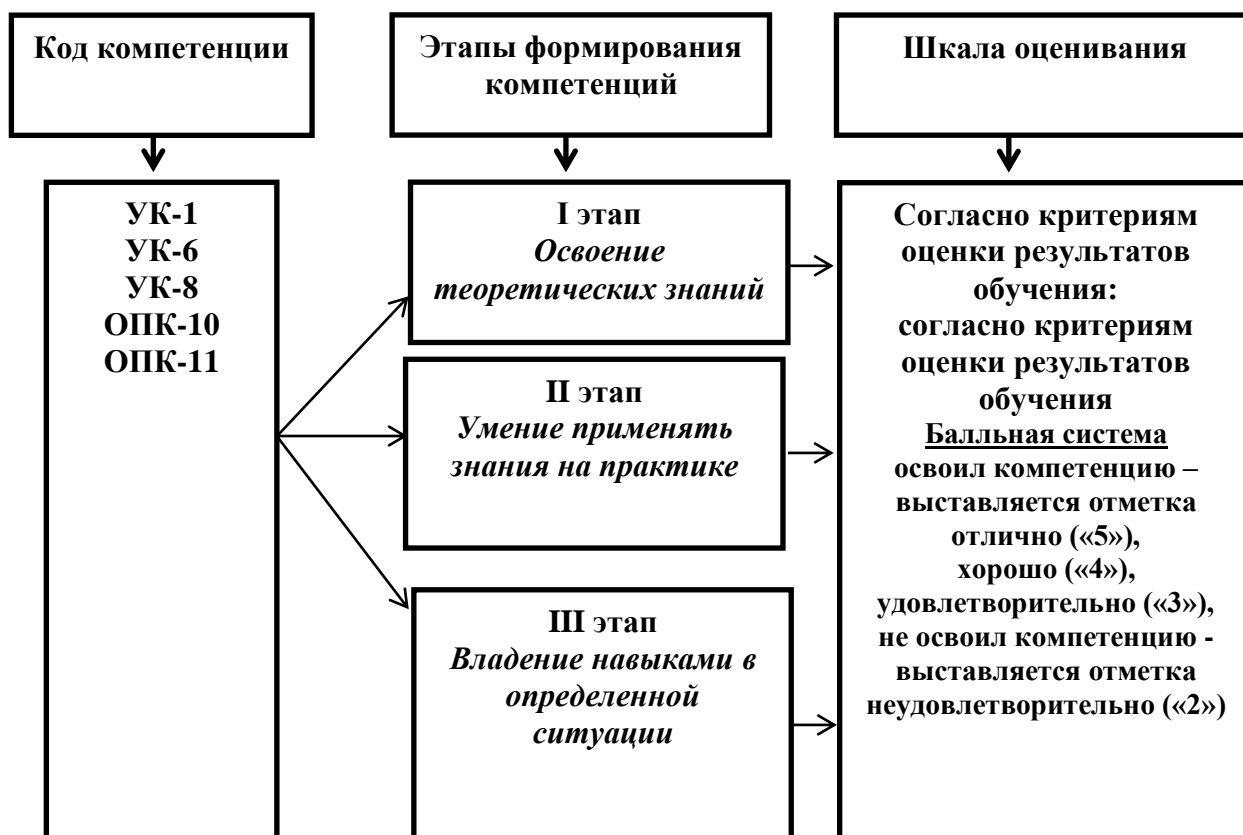 Код компетенции
Этапы формирования
компетенций
Шкала оценивания
УК-1
УК-6
УК-8
ОПК-10
ОПК-11
I этап
Освоение
теоретических знаний
II этап
Умение применять
знания на практике
III этап
Владение навыками в
определенной
ситуации
Согласно критериям
оценки результатов
обучения:
согласно критериям
оценки результатов
обучения
Балльная система
освоил компетенцию –
выставляется отметка
отлично («5»),
хорошо («4»),
удовлетворительно («3»),
не освоил компетенцию -
выставляется отметка
неудовлетворительно («2»)